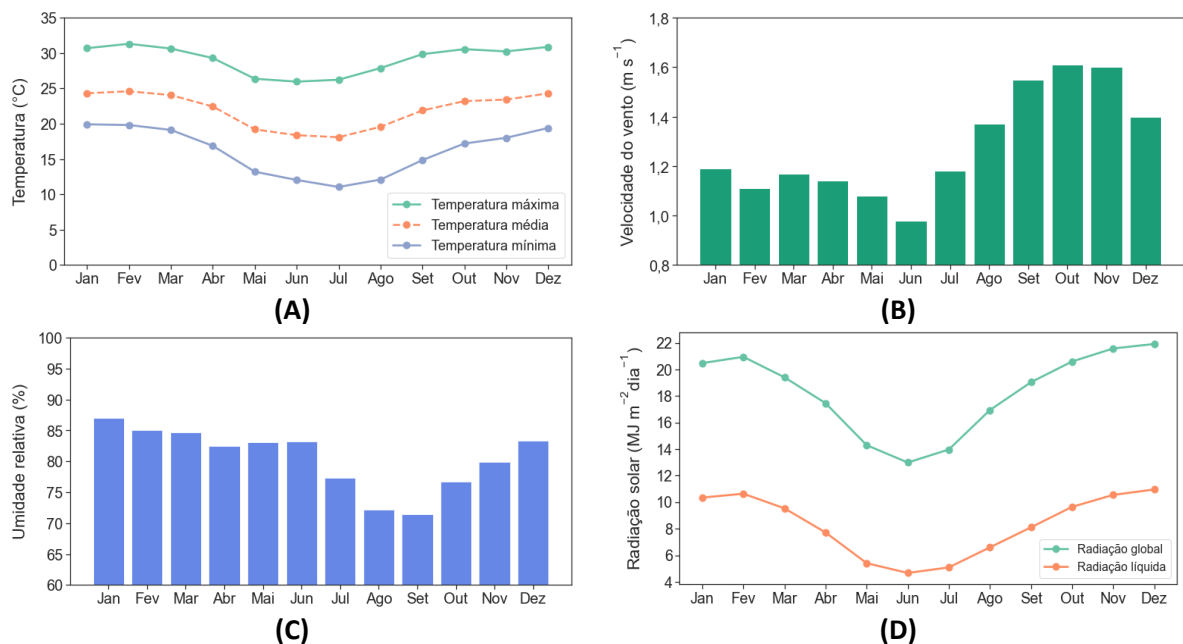 35
30
25
20
15
10
5
0
Temperatura (°C)
Temperatura máxima
Temperatura média
Temperatura mínima
Jan Fev Mar Abr Mai Jun Jul Ago Set Out Nov Dez
(A)
1,8
1,6
1,4
1,2
1,0
0,8
Velocidade do vento (m s⁻¹)
Jan Fev Mar Abr Mai Jun Jul Ago Set Out Nov Dez
(B)
100
95
90
85
80
75
70
65
60
Umidade relativa (%)
Jan Fev Mar Abr Mai Jun Jul Ago Set Out Nov Dez
(C)
22
20
18
16
14
12
10
8
6
4
Radiação solar (MJ m⁻² dia⁻¹)
Radiação global
Radiação líquida
Jan Fev Mar Abr Mai Jun Jul Ago Set Out Nov Dez
(D)